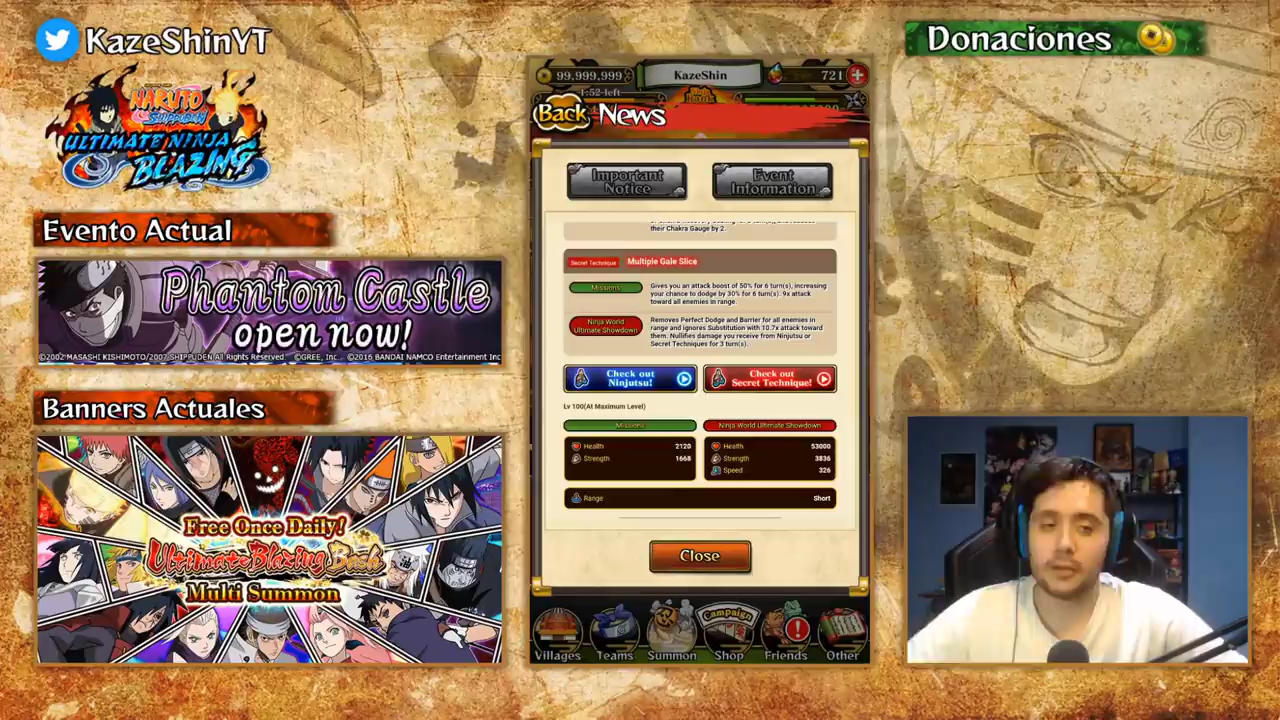 KazeShinYT
NARUTO
SHIPPUDEN
ULTIMATE NINJA
BLAZING
Evento Actual
Phantom Castle
open now!
©2002 MASASHI KISHIMOTO/2007 SHIPPUDEN All Rights Reserved. ©GREE, Inc. ©2016 BANDAI NAMCO Entertainment Inc
Banners Actuales
Free Once Daily!
Ultimate Blazing Bash
Multi Summon
99,999,999
KazeShin
721
1:52 left
Back News
Important
Notice
Event
Information
their Chakra Gauge by 2.
Secret Technique Multiple Gale Slice
Missions
Gives you an attack boost of 50% for 6 turn(s), increasing
your chance to dodge by 30% for 6 turn(s). 9x attack
toward all enemies in range.
Ninja World
Ultimate Showdown
Removes Perfect Dodge and Barrier for all enemies in
range and ignores Substitution with 10.7x attack toward
them. Nullifies damage you receive from Ninjutsu or
Secret Techniques for 3 turn(s).
Check out
Ninjutsu!
Check out
Secret Technique!
Lv 100(At Maximum Level)
Missions
Ninja World Ultimate Showdown
Health 2120
Strength 1668
Health 53000
Strength 3836
Speed 326
Range Short
Close
Villages
Teams
Summon
Campaign
Shop
Friends
Other
Donaciones